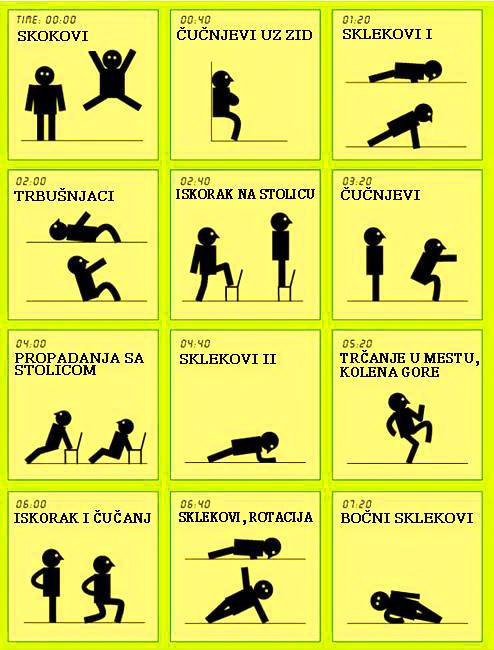 TIME: 00:00
SKOKOVI
00:40
ČUČNJEVI UZ ZID
01:20
SKLEKOVI I
02:00
TRBUŠNJACI
02:40
ISKORAK NA STOLICU
03:20
ČUČNJEVI
04:00
PROPADANJA SA
STOLICOM
04:40
SKLEKOVI II
05:20
TRČANJE U MESTU,
KOLENA GORE
06:00
ISKORAK I ČUČANJ
06:40
SKLEKOVI, ROTACIJA
07:20
BOČNI SKLEKOVI